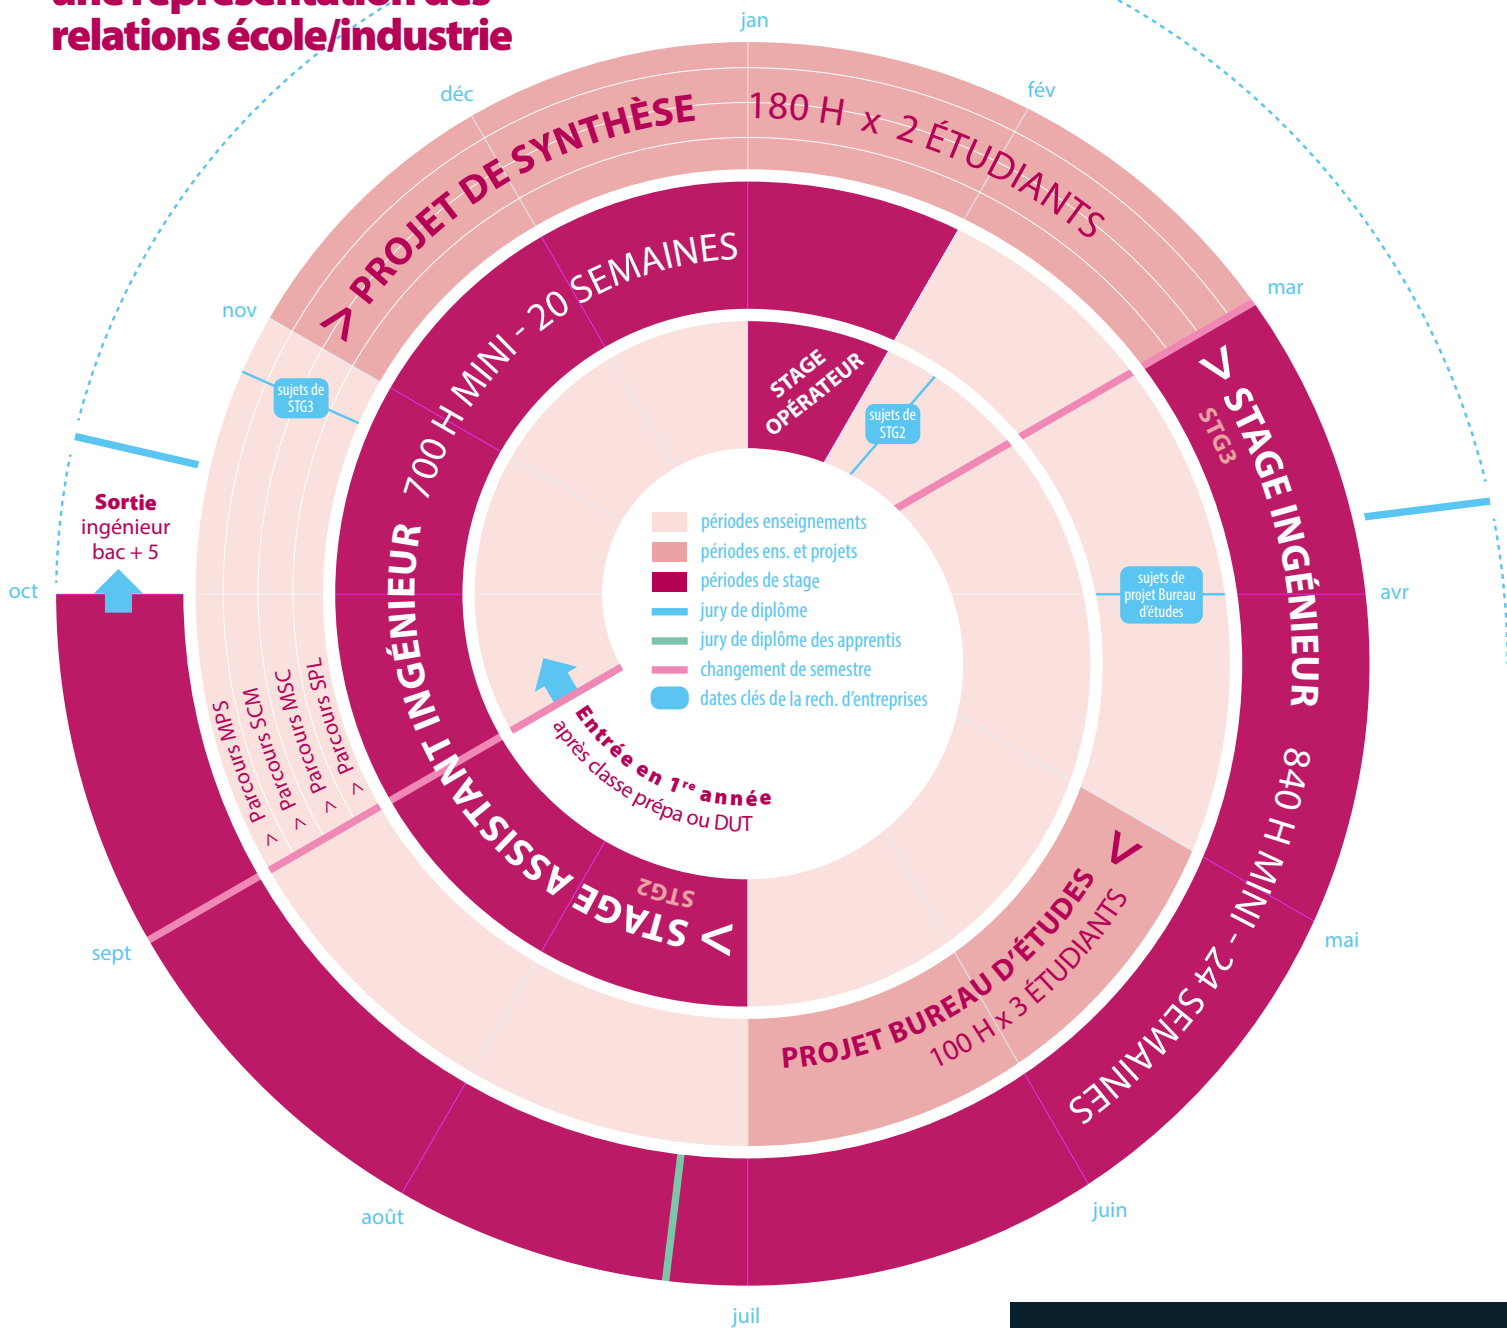 une représentation des
relations école/industrie
jan
fév
mar
avr
mai
juin
juil
août
sept
oct
nov
déc
> PROJET DE SYNTHÈSE 180 H x 2 ÉTUDIANTS
> STAGE INGÉNIEUR 840 H MINI - 24 SEMAINES
STG3
> STAGE ASSISTANT INGÉNIEUR 700 H MINI - 20 SEMAINES
STG2
STAGE
OPÉRATEUR
sujets de
STG2
sujets de
STG3
sujets de
projet Bureau
d'études
> PROJET BUREAU D'ÉTUDES
100 H x 3 ÉTUDIANTS
Sortie
ingénieur
bac + 5
> Parcours MPS
> Parcours SCM
> Parcours MSC
> Parcours SPL
périodes enseignements
périodes ens. et projets
périodes de stage
jury de diplôme
jury de diplôme des apprentis
changement de semestre
dates clés de la rech. d'entreprises
Entrée en 1re année
après classe prépa ou DUT